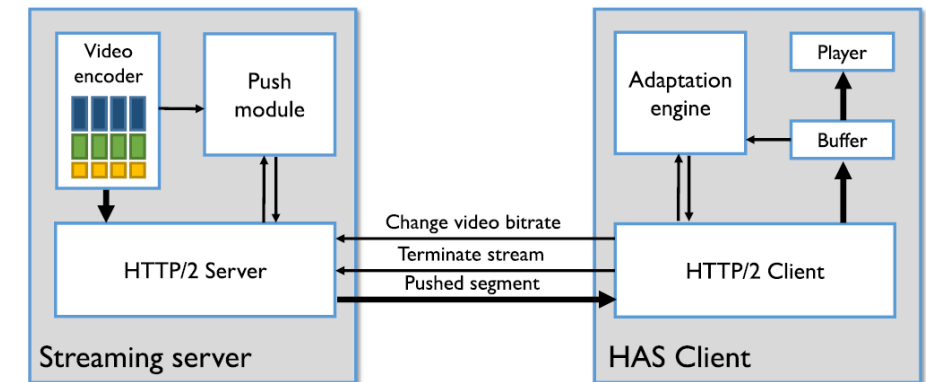 Video
encoder
Push
module
HTTP/2 Server
Streaming server
Change video bitrate
Terminate stream
Pushed segment
Adaptation
engine
Player
Buffer
HTTP/2 Client
HAS Client